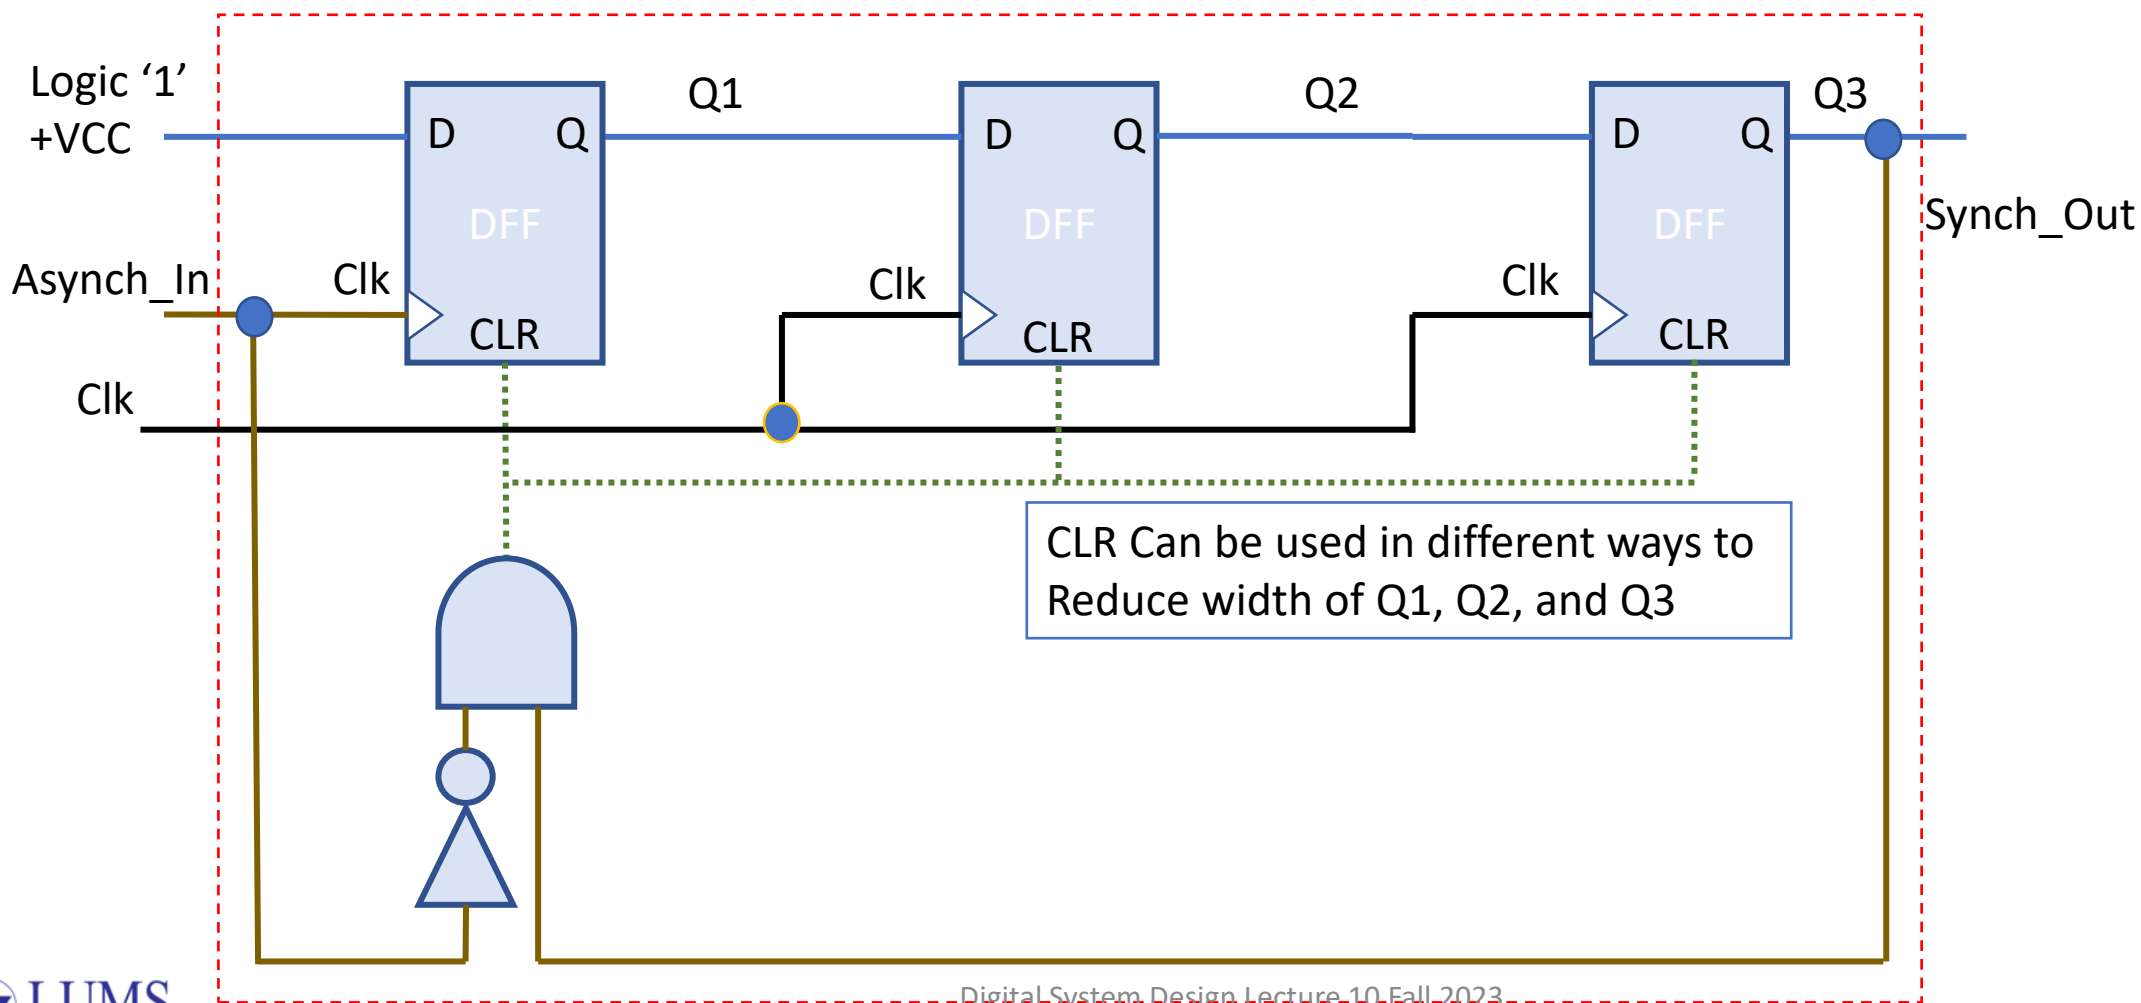 Logic ‘1’
+VCC
Q1
Q2
Q3
D Q
D Q
D Q
DFF
DFF
DFF
Synch_Out
Asynch_In
Clk
Clk
Clk
CLR
CLR
CLR
Clk
CLR Can be used in different ways to
Reduce width of Q1, Q2, and Q3
LUMS
Digital System Design Lecture 10 Fall 2023